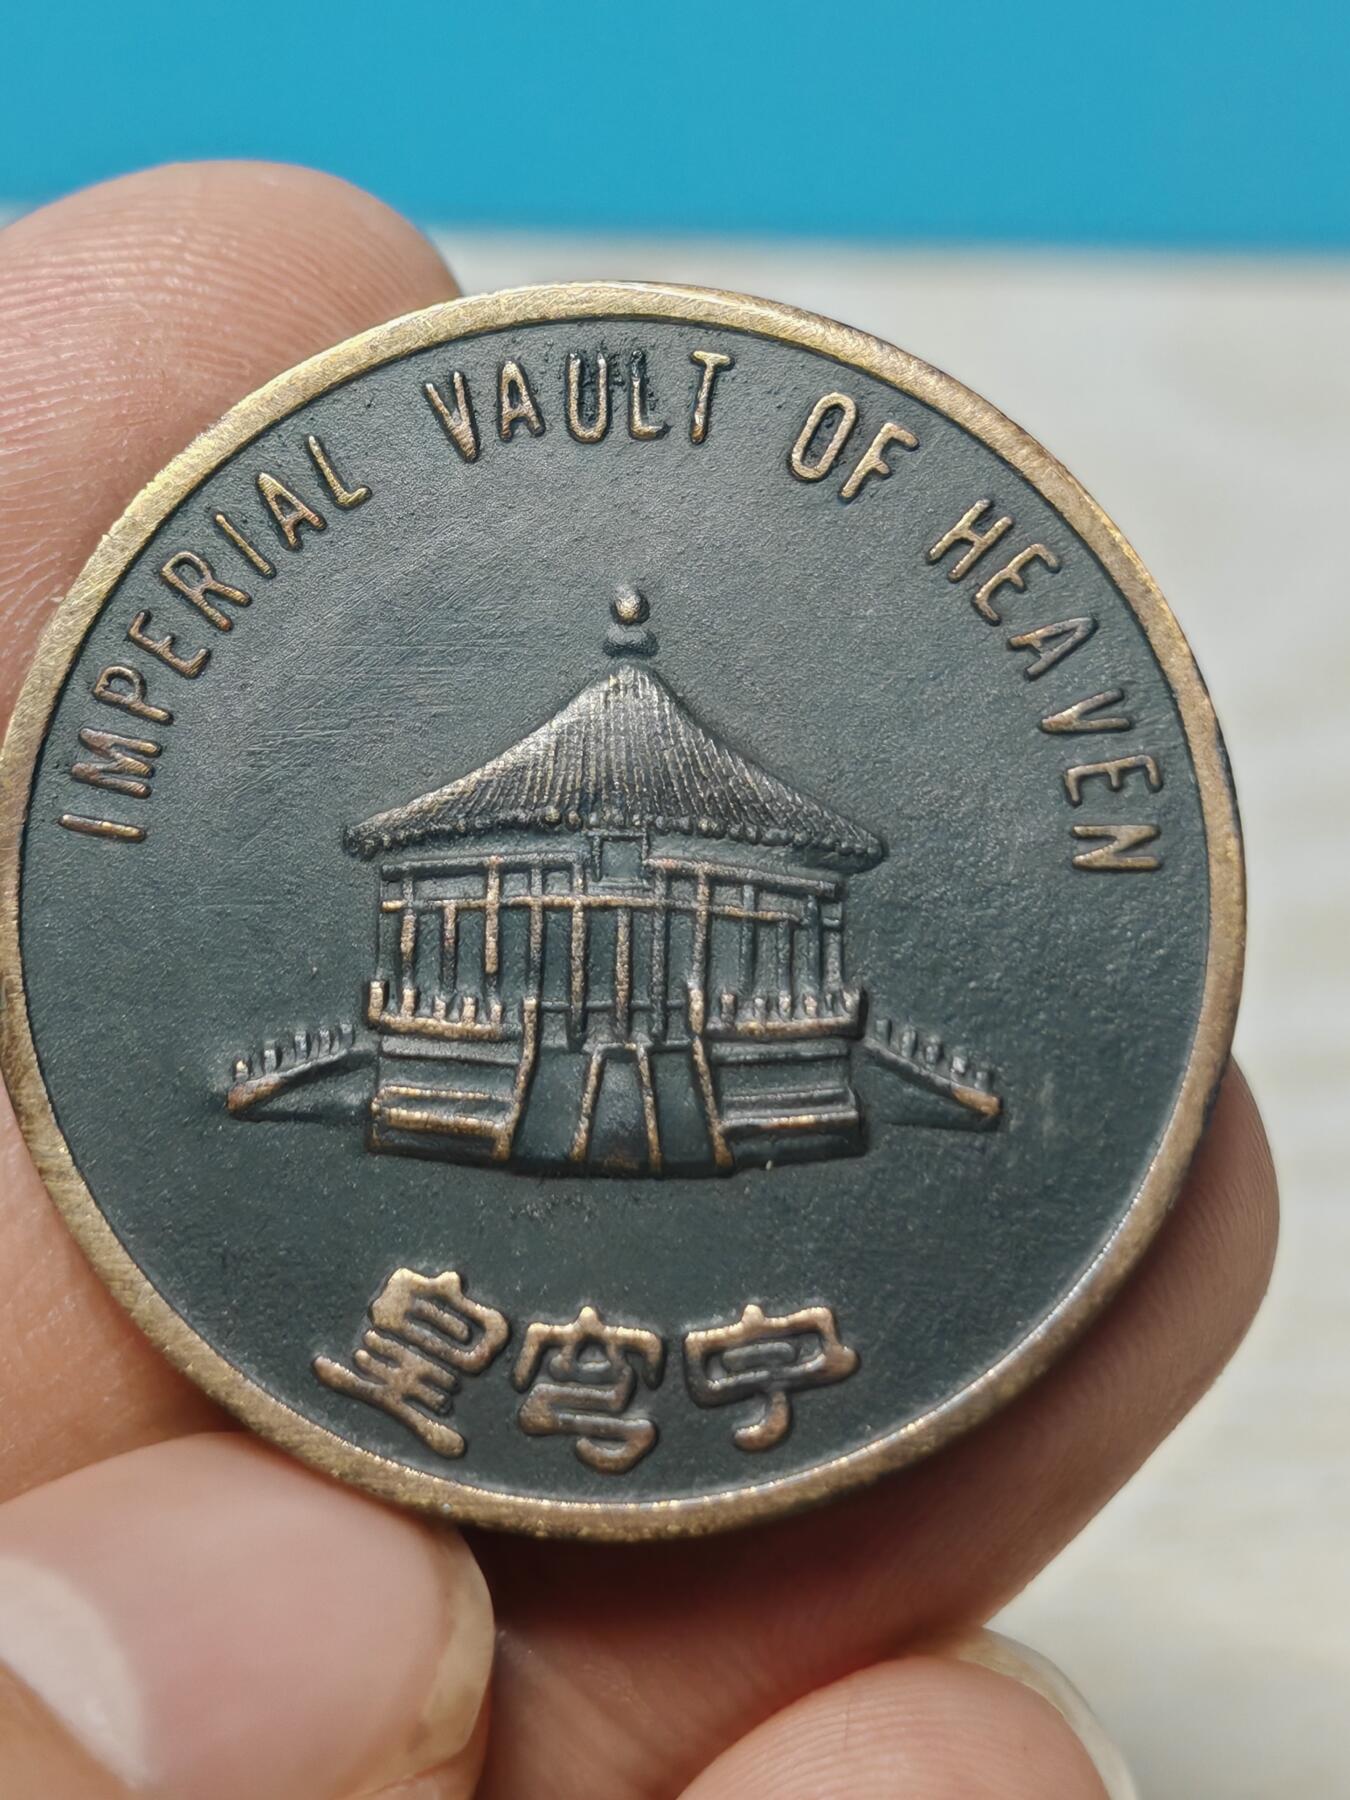 IMPERIAL VAULT OF HEAVEN
皇穹宇